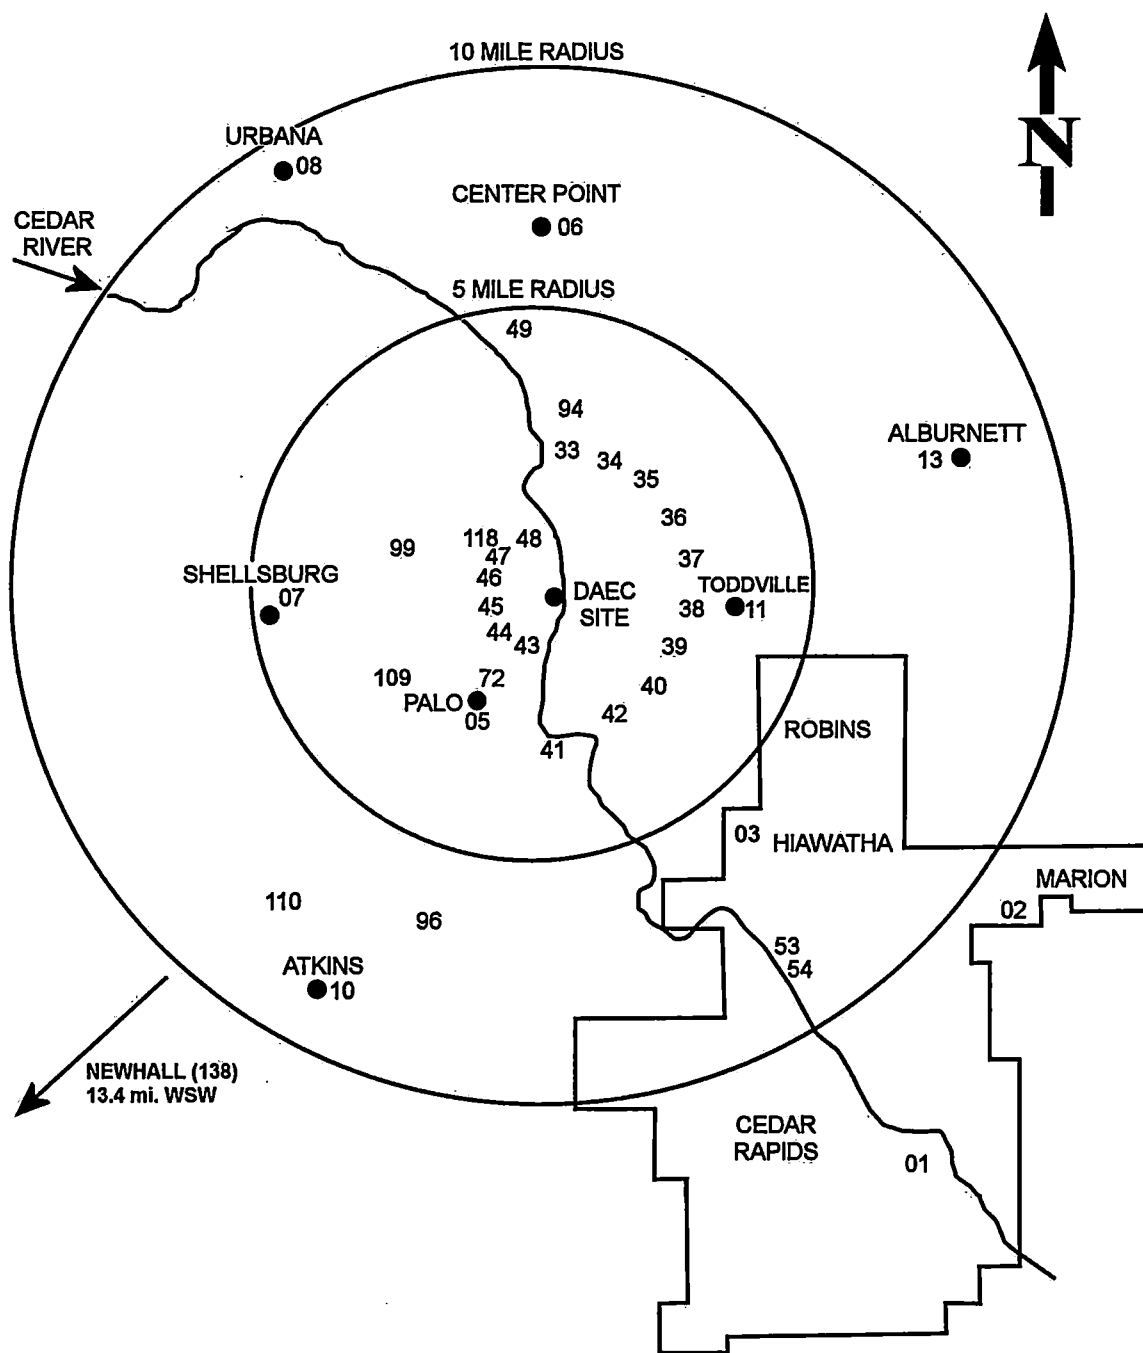 10 MILE RADIUS
N
URBANA
08
CENTER POINT
06
CEDAR
RIVER
5 MILE RADIUS
49
94
33
34
35
36
37
ALBURNETT
13
99
118
48
47
46
45
44
43
SHELLSBURG
07
DAEC
SITE
TODDVILLE
38
11
39
40
42
41
109
72
PALO
05
ROBINS
03
HIAWATHA
MARION
02
110
96
53
54
ATKINS
10
NEWHALL (138)
13.4 mi. WSW
CEDAR
RAPIDS
01